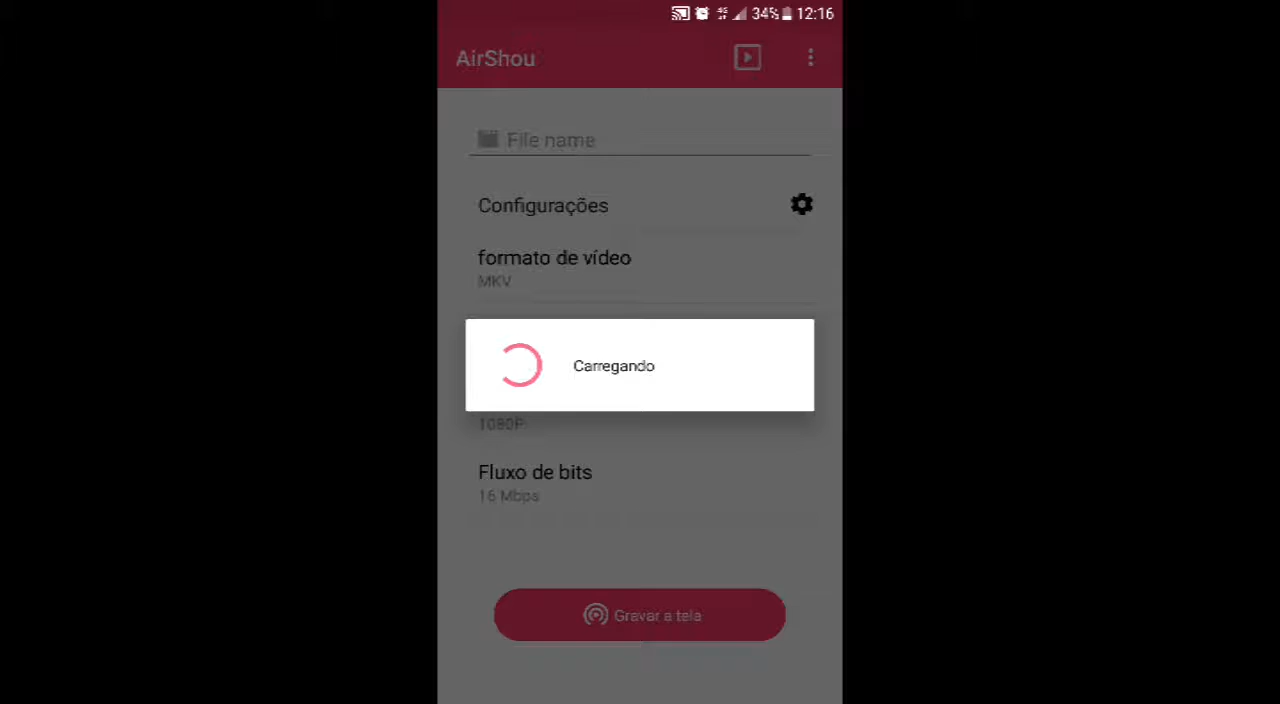 34% 12:16
AirShou
File name
Configurações
formato de vídeo
MKV
Carregando
1080P
Fluxo de bits
16 Mbps
Gravar a tela